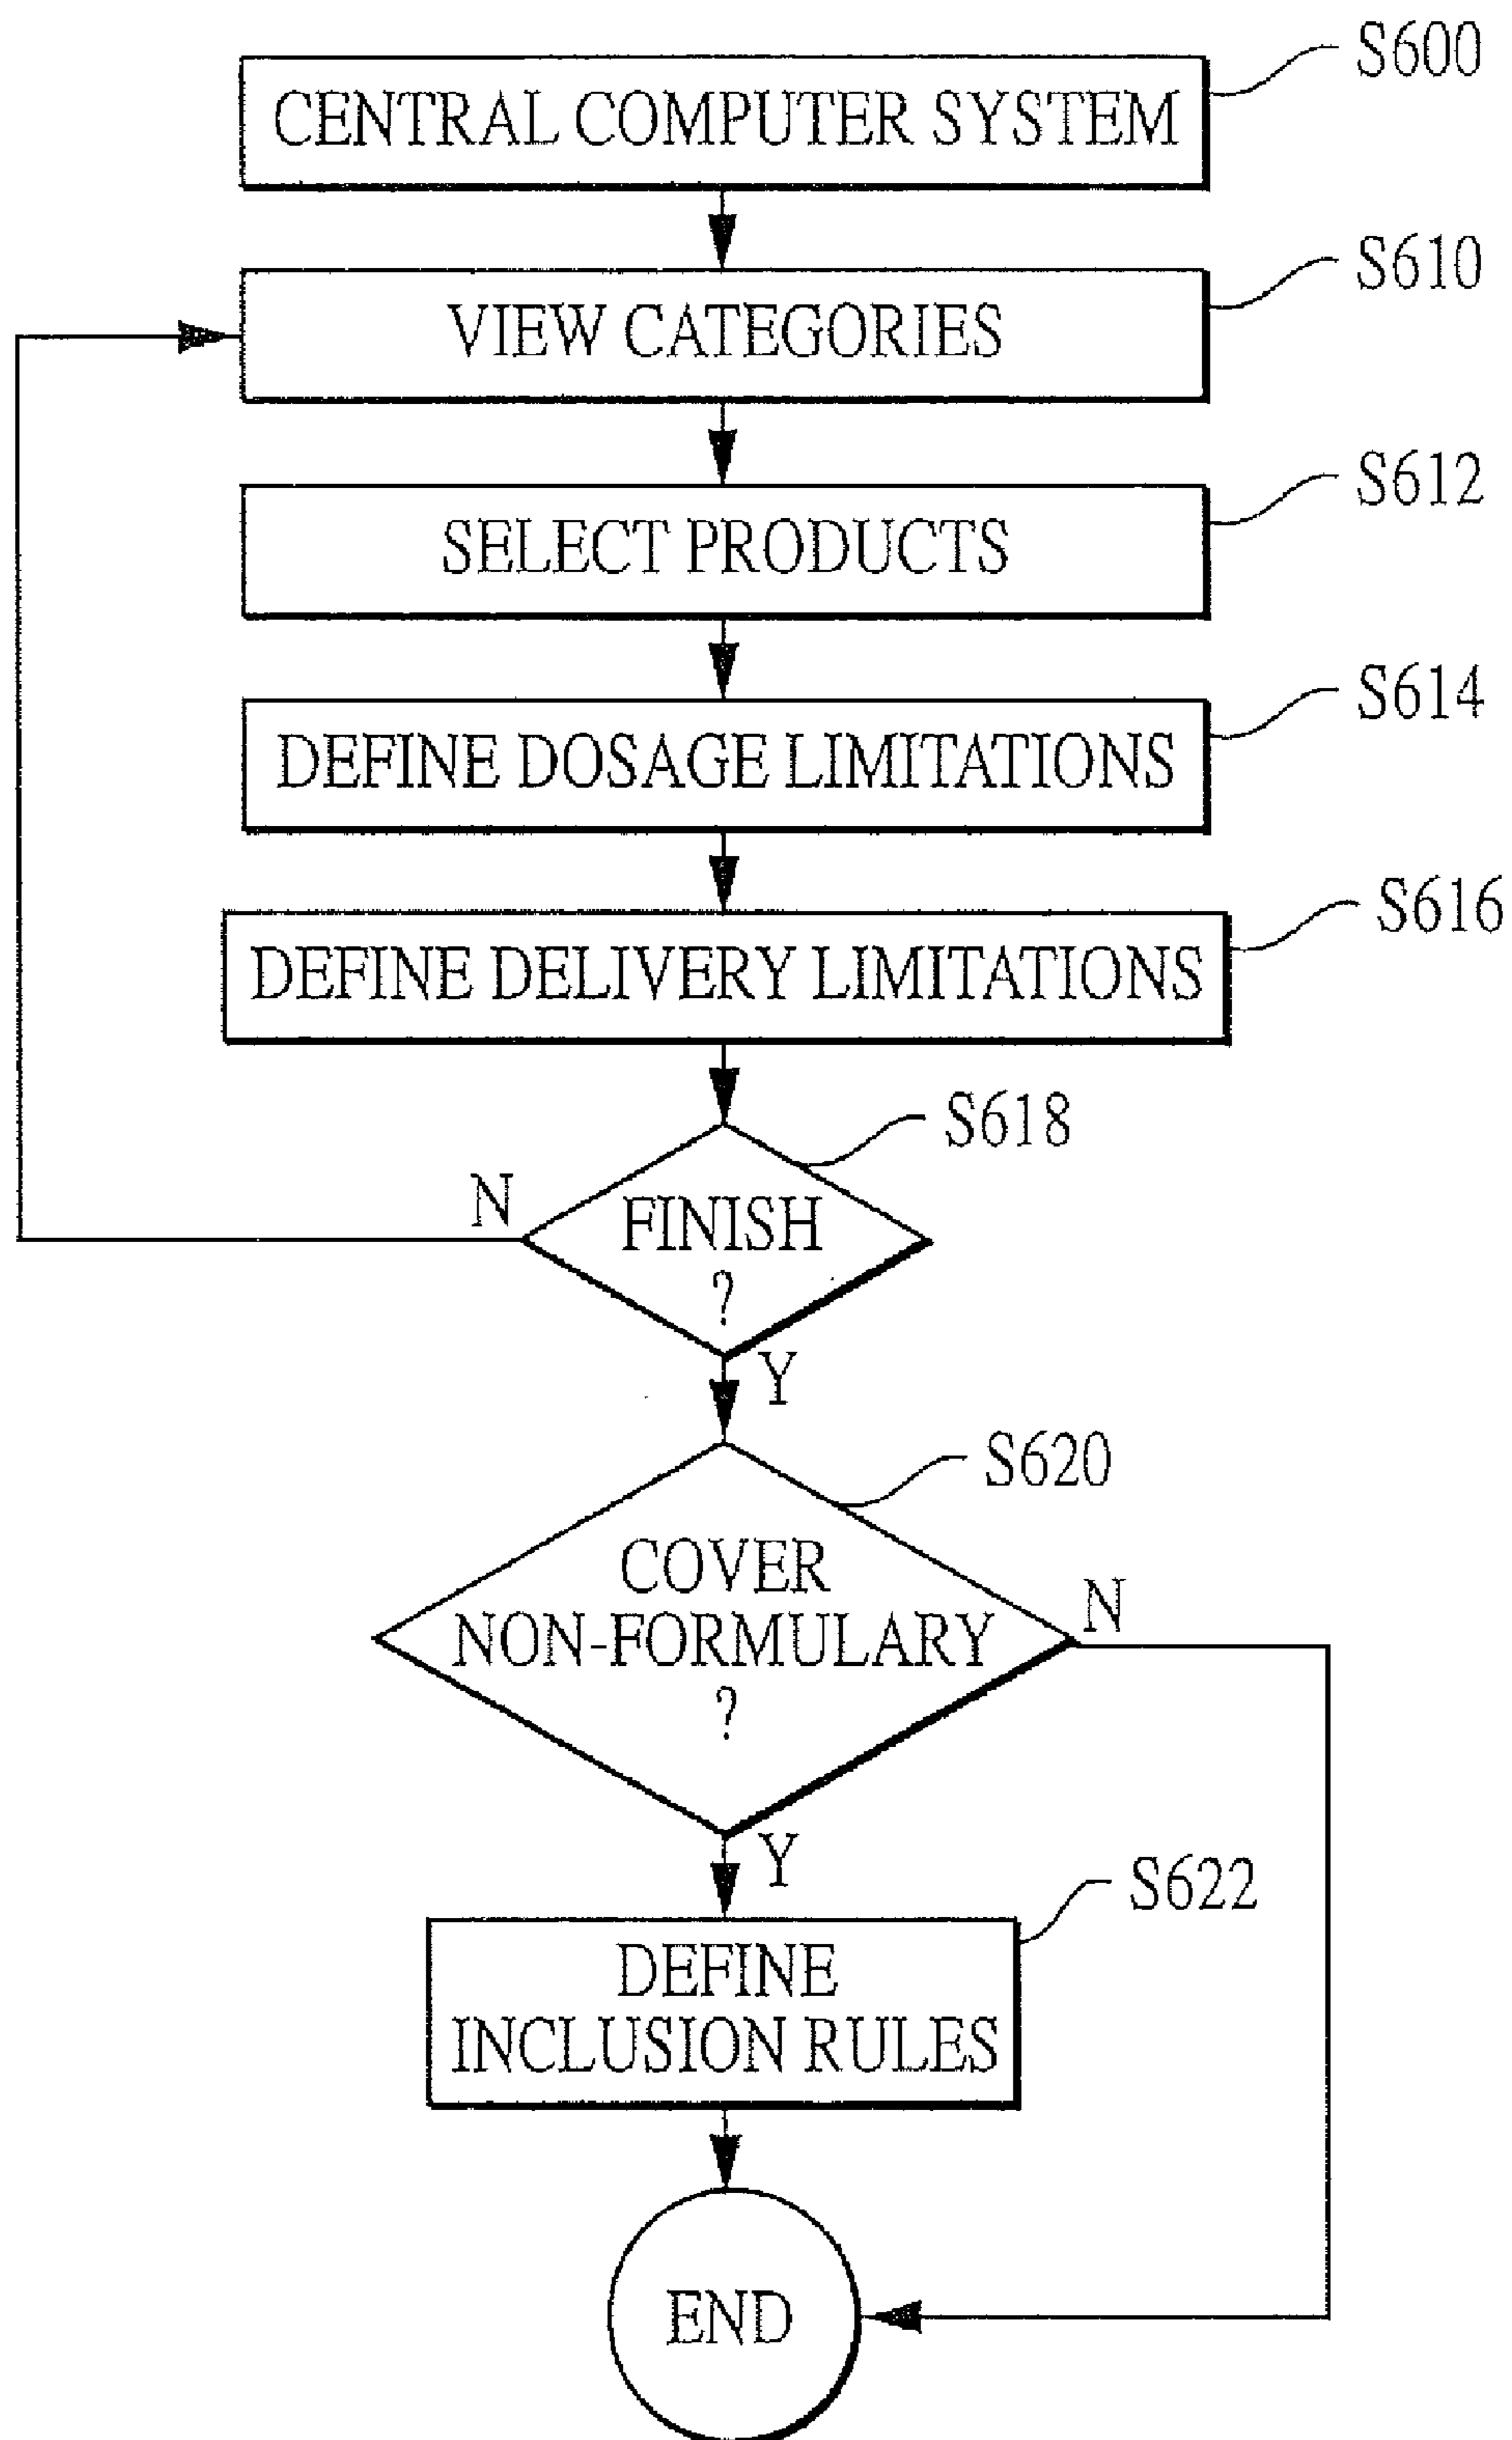 S600
CENTRAL COMPUTER SYSTEM
S610
VIEW CATEGORIES
S612
SELECT PRODUCTS
S614
DEFINE DOSAGE LIMITATIONS
S616
DEFINE DELIVERY LIMITATIONS
S618
N
FINISH
?
Y
S620
COVER
N
NON-FORMULARY
?
Y
S622
DEFINE
INCLUSION RULES
END